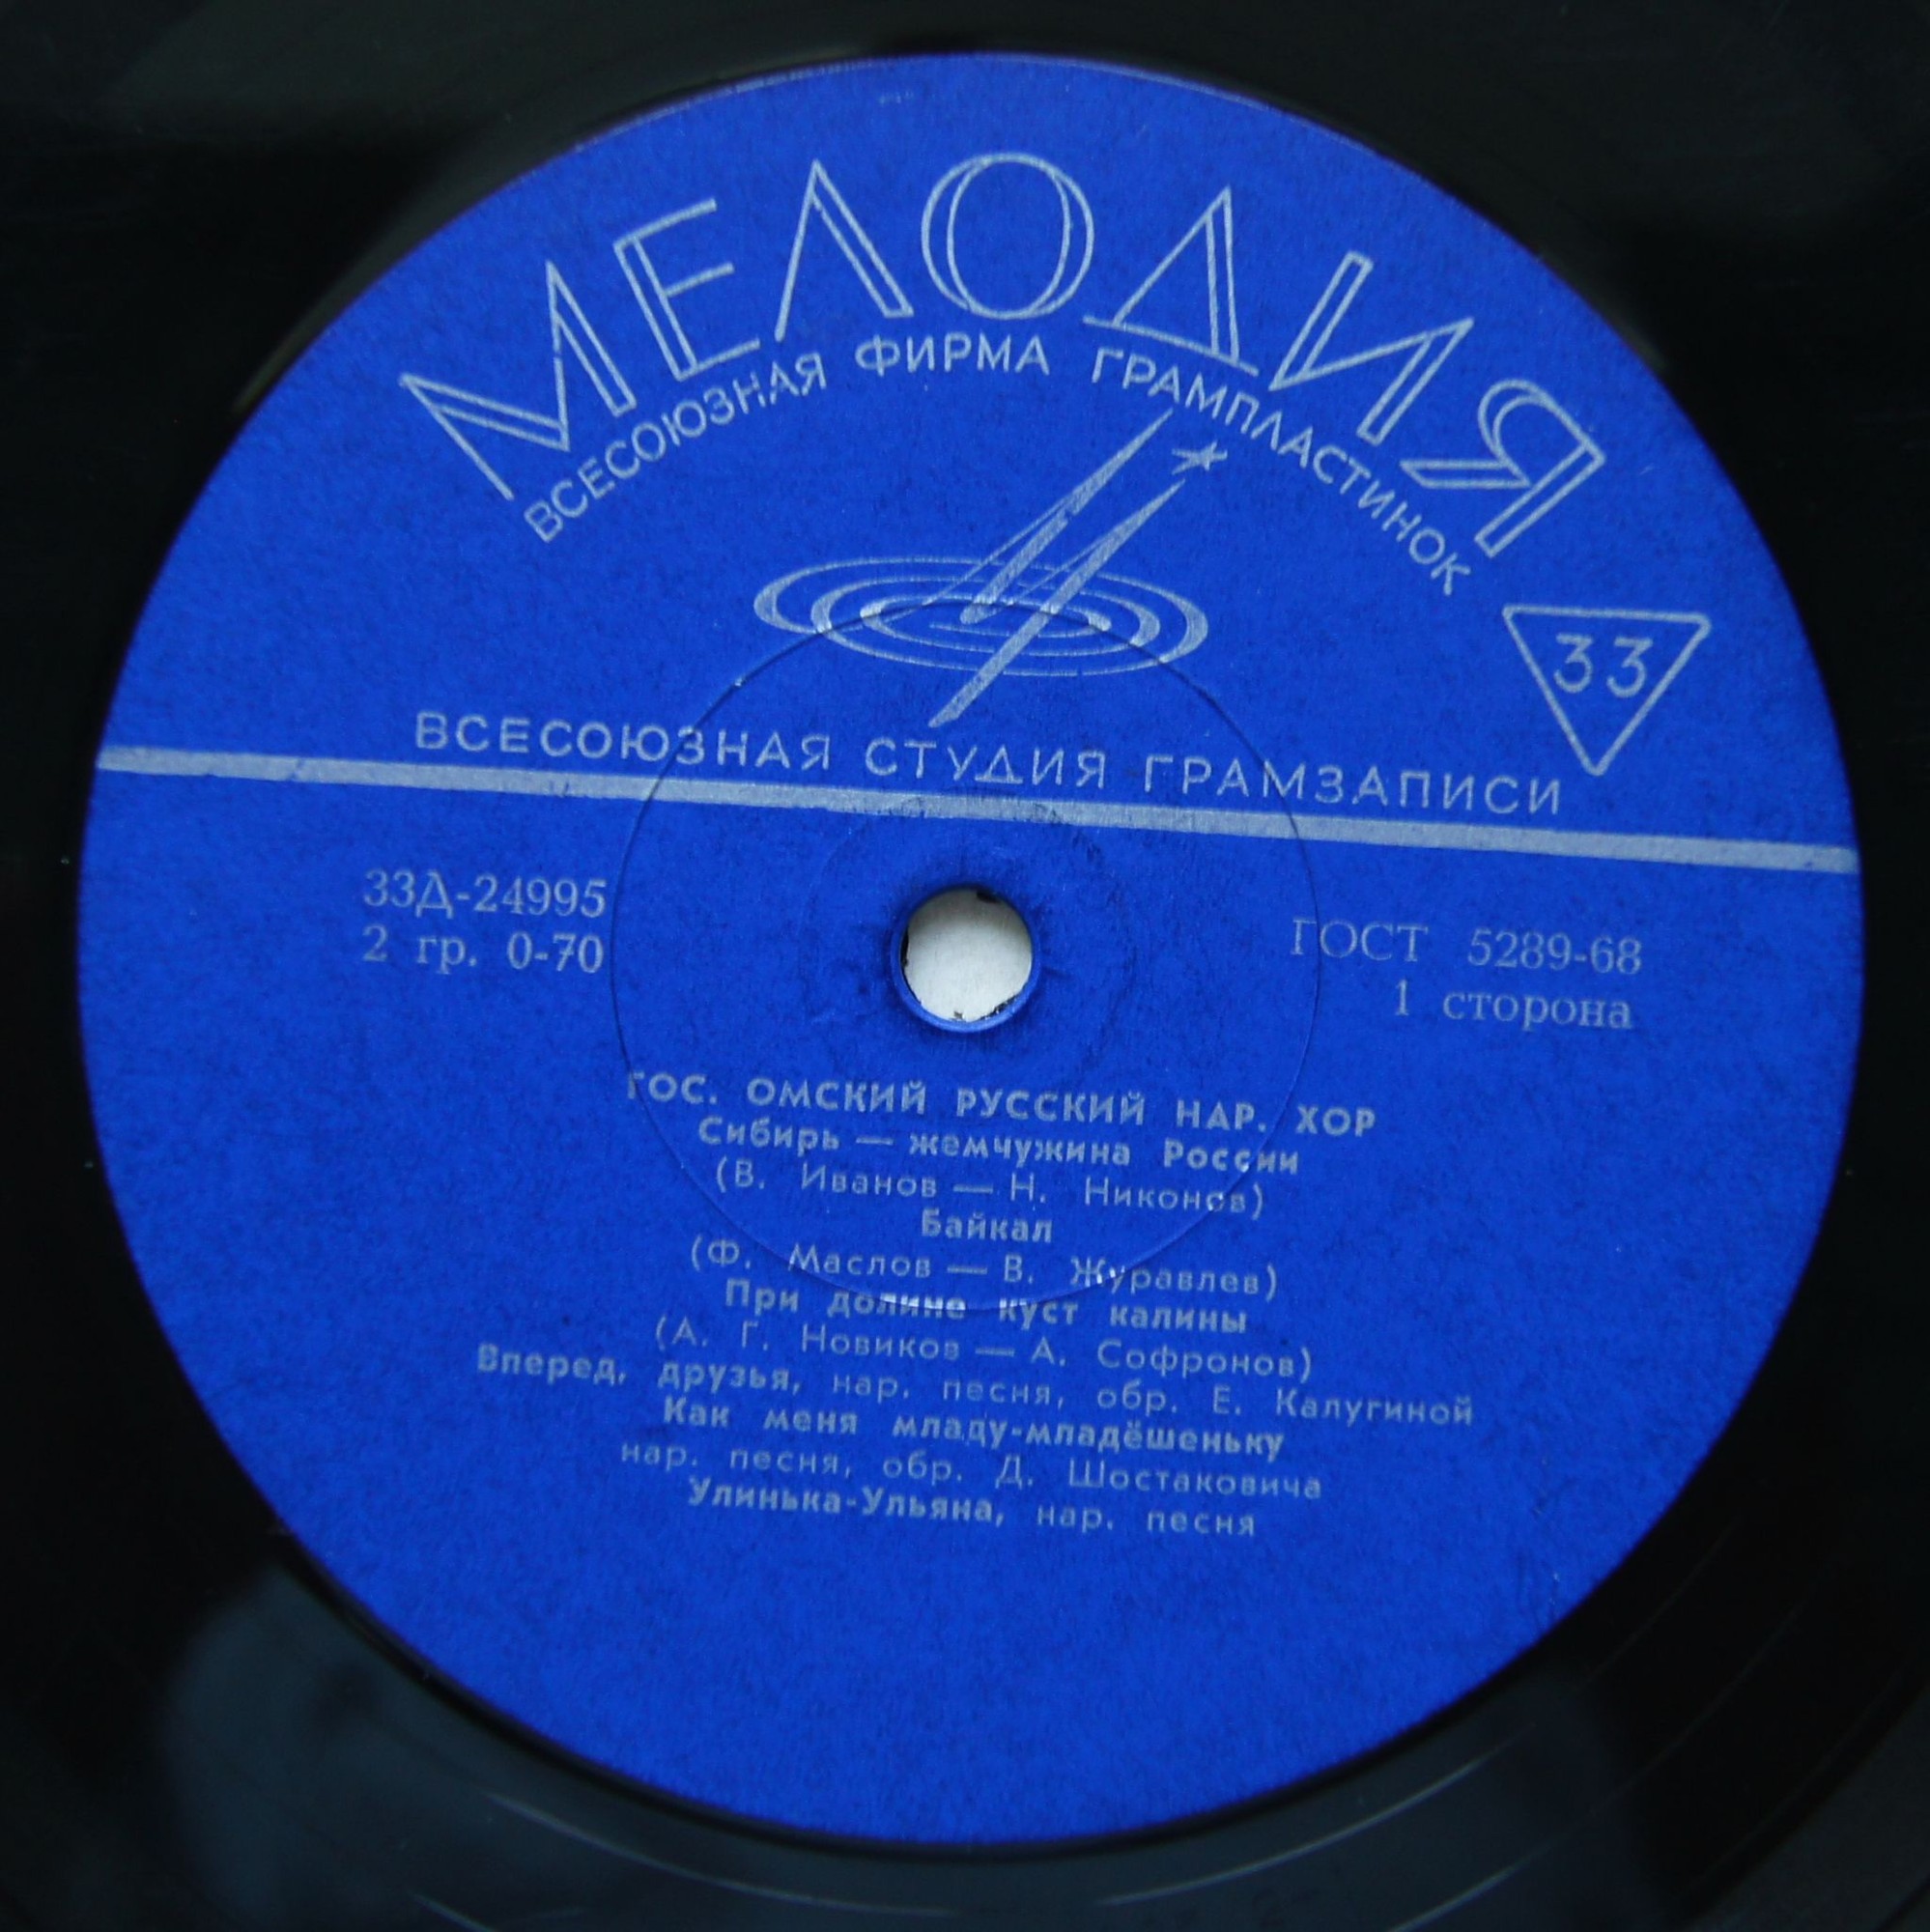 МЕЛОДИЯ
ВСЕСОЮЗНАЯ ФИРМА ГРАМПЛАСТИНОК
33
ВСЕСОЮЗНАЯ СТУДИЯ ГРАМЗАПИСИ
33Д-24995
2 гр. 0-70
ГОСТ 5289-68
1 сторона
ГОС. ОМСКИЙ РУССКИЙ НАР. ХОР
Сибирь — жемчужина России
(В. Иванов — Н. Никонов)
Байкал
(Ф. Маслов — В. Журавлев)
При долине куст калины
(А. Г. Новиков — А. Софронов)
Вперед, друзья, нар. песня, обр. Е. Калугиной
Как меня младу-младёшеньку
нар. песня, обр. Д. Шостаковича
Улинька-Ульяна, нар. песня